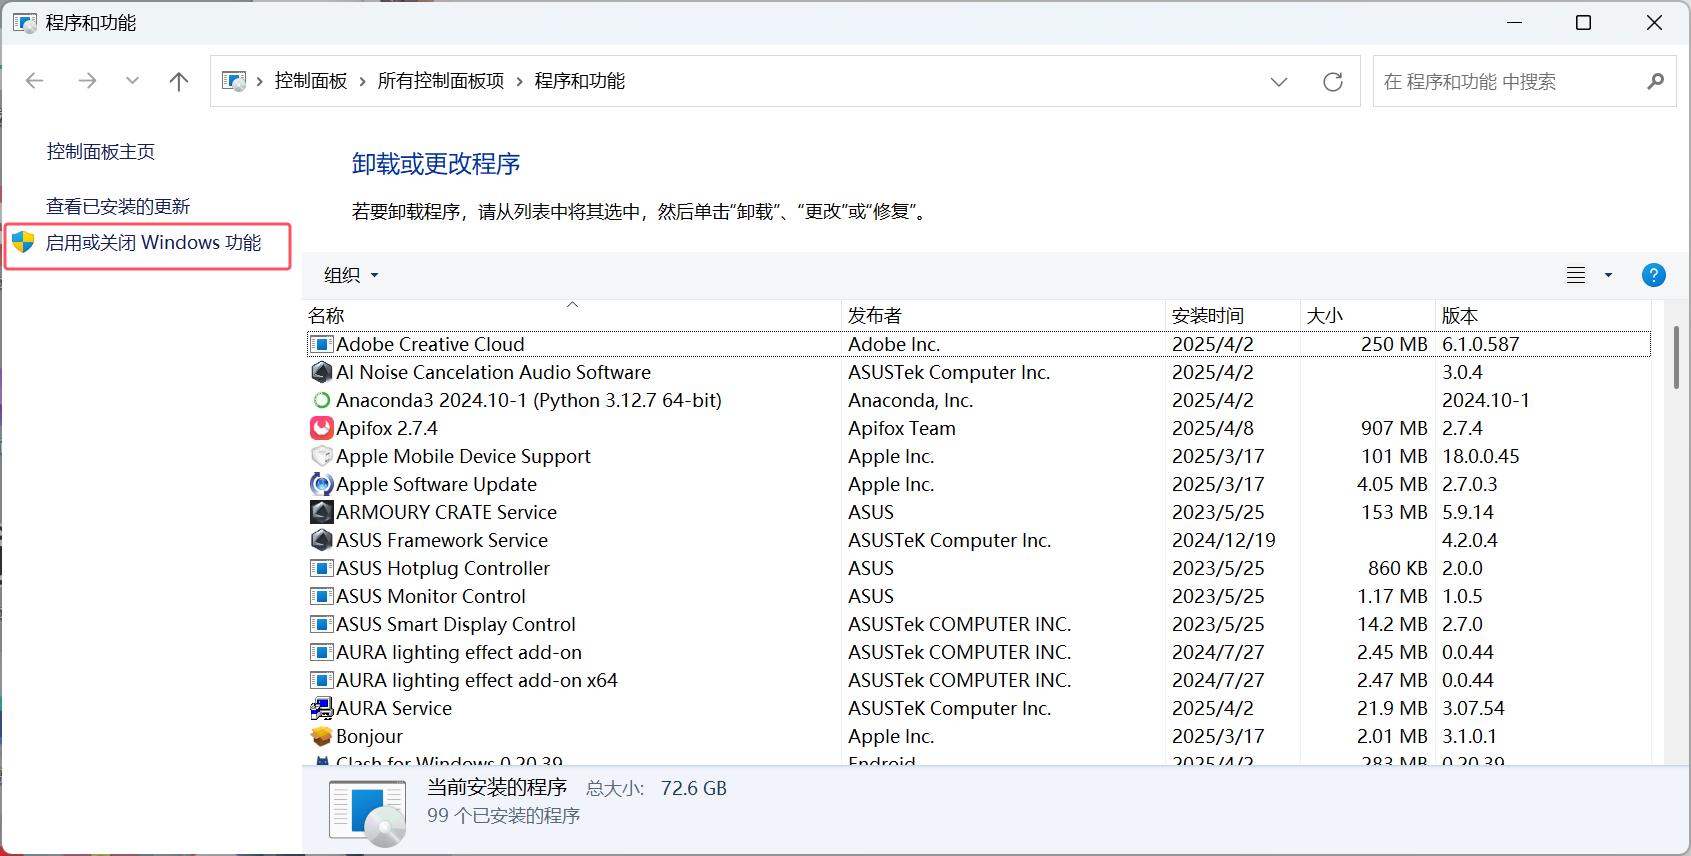 程序和功能
控制面板 › 所有控制面板项 › 程序和功能
在 程序和功能 中搜索
控制面板主页
查看已安装的更新
启用或关闭 Windows 功能
卸载或更改程序
若要卸载程序，请从列表中将其选中，然后单击“卸载”、“更改”或“修复”。
组织
?
名称 发布者 安装时间 大小 版本
Adobe Creative Cloud Adobe Inc. 2025/4/2 250 MB 6.1.0.587
AI Noise Cancelation Audio Software ASUSTek Computer Inc. 2025/4/2 3.0.4
Anaconda3 2024.10-1 (Python 3.12.7 64-bit) Anaconda, Inc. 2025/4/2 2024.10-1
Apifox 2.7.4 Apifox Team 2025/4/8 907 MB 2.7.4
Apple Mobile Device Support Apple Inc. 2025/3/17 101 MB 18.0.0.45
Apple Software Update Apple Inc. 2025/3/17 4.05 MB 2.7.0.3
ARMOURY CRATE Service ASUS 2023/5/25 153 MB 5.9.14
ASUS Framework Service ASUSTeK Computer Inc. 2024/12/19 4.2.0.4
ASUS Hotplug Controller ASUS 2023/5/25 860 KB 2.0.0
ASUS Monitor Control ASUS 2023/5/25 1.17 MB 1.0.5
ASUS Smart Display Control ASUSTek COMPUTER INC. 2023/5/25 14.2 MB 2.7.0
AURA lighting effect add-on ASUSTek COMPUTER INC. 2024/7/27 2.45 MB 0.0.44
AURA lighting effect add-on x64 ASUSTek COMPUTER INC. 2024/7/27 2.47 MB 0.0.44
AURA Service ASUSTeK Computer Inc. 2025/4/2 21.9 MB 3.07.54
Bonjour Apple Inc. 2025/3/17 2.01 MB 3.1.0.1
Clash for Windows 0.20.39 Fndroid 2025/4/2 283 MB 0.20.39
当前安装的程序 总大小: 72.6 GB
99 个已安装的程序